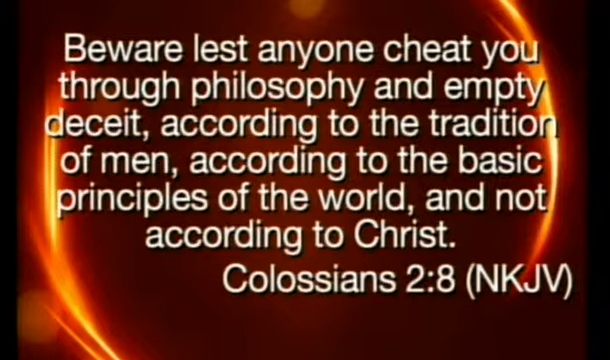 Beware lest anyone cheat you
through philosophy and empty
deceit, according to the tradition
of men, according to the basic
principles of the world, and not
according to Christ.
Colossians 2:8 (NKJV)